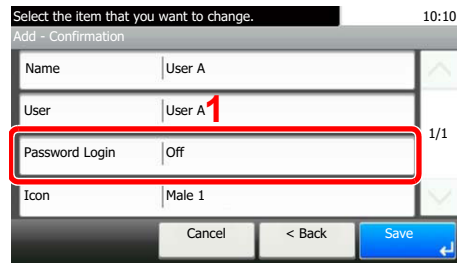 Select the item that you want to change. 10:10
Add - Confirmation
Name User A
User User A 1
1/1
Password Login Off
Icon Male 1
Cancel < Back Save